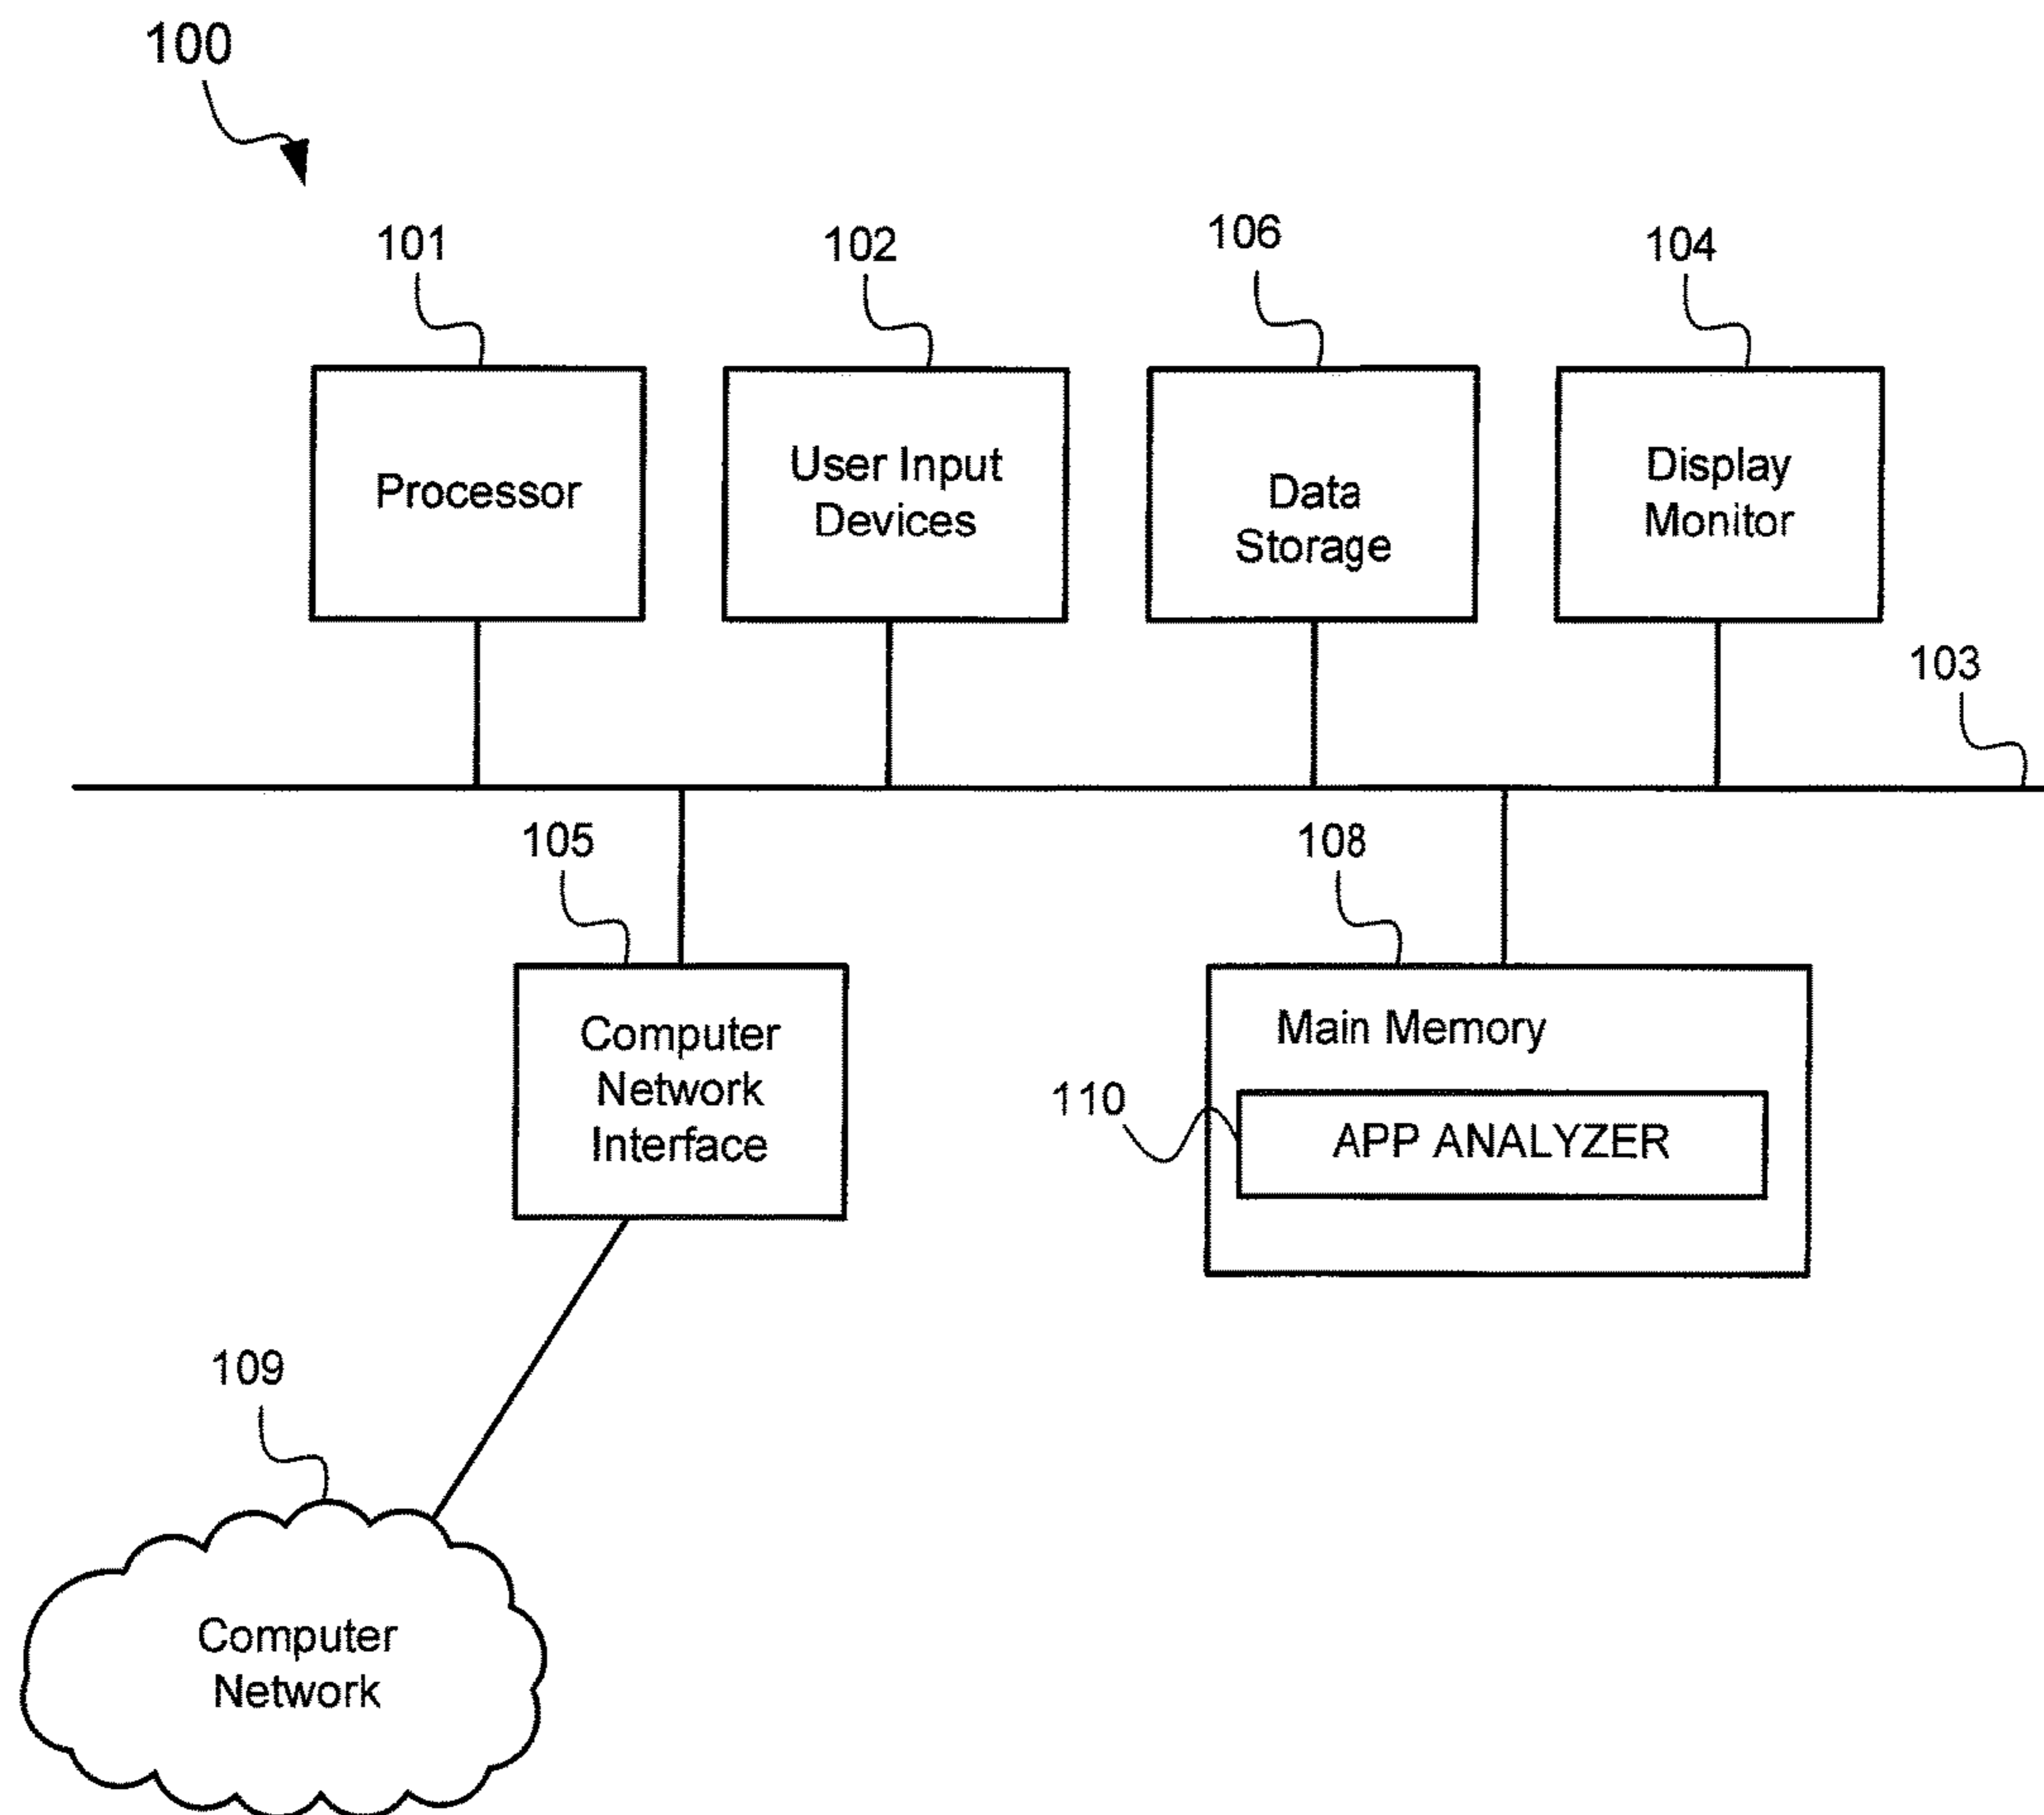 100
101
102
106
104
Processor
User Input
Devices
Data
Storage
Display
Monitor
103
105
108
Computer
Network
Interface
Main Memory
110
APP ANALYZER
109
Computer
Network